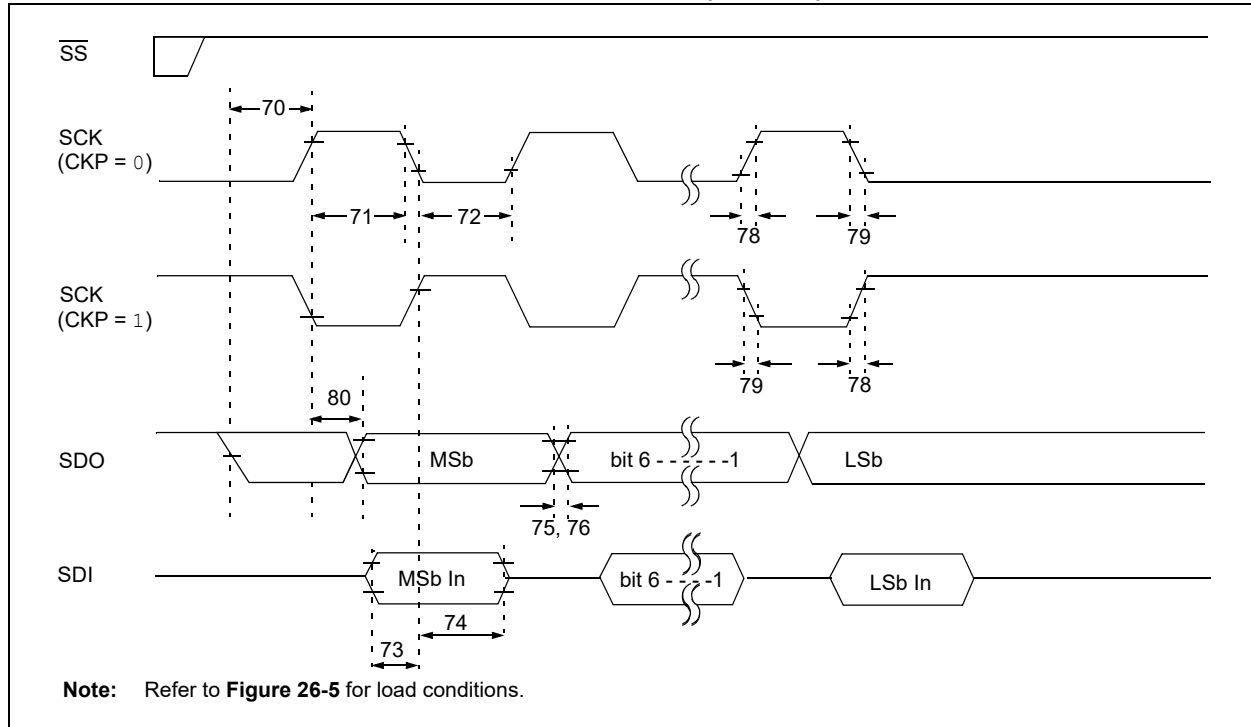 SS
70
SCK
(CKP = 0)
71
72
78
79
SCK
(CKP = 1)
79
78
80
SDO
MSb
bit 6 - - - - - -1
LSb
75, 76
SDI
MSb In
bit 6 - - - -1
LSb In
74
73
Note: Refer to Figure 26-5 for load conditions.